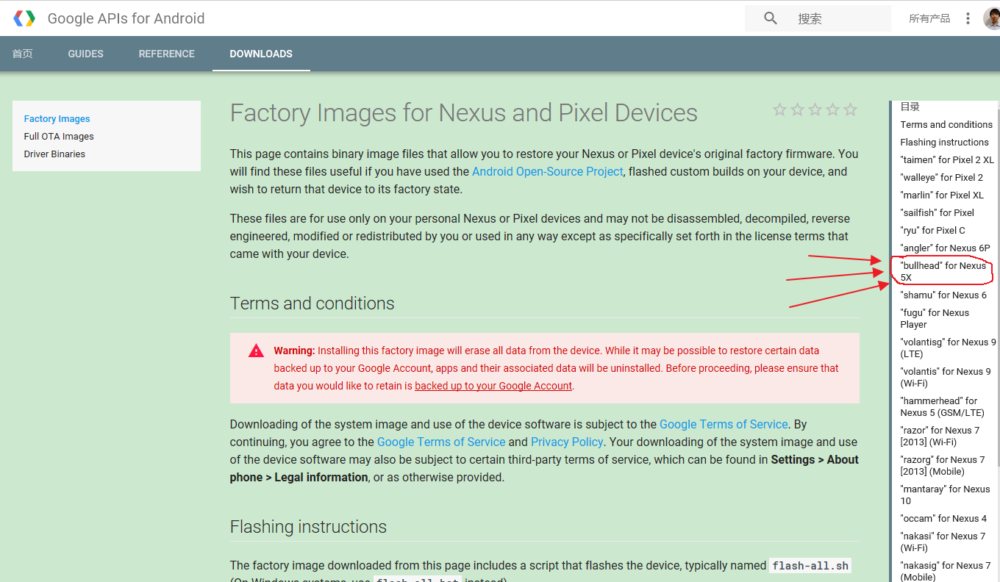 Google APIs for Android
搜索
所有产品
首页
GUIDES
REFERENCE
DOWNLOADS
Factory Images
Full OTA Images
Driver Binaries
Factory Images for Nexus and Pixel Devices
This page contains binary image files that allow you to restore your Nexus or Pixel device's original factory firmware. You
will find these files useful if you have used the Android Open-Source Project, flashed custom builds on your device, and
wish to return that device to its factory state.
These files are for use only on your personal Nexus or Pixel devices and may not be disassembled, decompiled, reverse
engineered, modified or redistributed by you or used in any way except as specifically set forth in the license terms that
came with your device.
Terms and conditions
Warning: Installing this factory image will erase all data from the device. While it may be possible to restore certain data
backed up to your Google Account, apps and their associated data will be uninstalled. Before proceeding, please ensure that
data you would like to retain is backed up to your Google Account.
Downloading of the system image and use of the device software is subject to the Google Terms of Service. By
continuing, you agree to the Google Terms of Service and Privacy Policy. Your downloading of the system image and use
of the device software may also be subject to certain third-party terms of service, which can be found in Settings > About
phone > Legal information, or as otherwise provided.
Flashing instructions
The factory image downloaded from this page includes a script that flashes the device, typically named flash-all.sh
(On Windows systems, use flash-all.bat instead).
目录
Terms and conditions
Flashing instructions
"taimen" for Pixel 2 XL
"walleye" for Pixel 2
"marlin" for Pixel XL
"sailfish" for Pixel
"ryu" for Pixel C
"angler" for Nexus 6P
"bullhead" for Nexus
5X
"shamu" for Nexus 6
"fugu" for Nexus
Player
"volantisg" for Nexus 9
(LTE)
"volantis" for Nexus 9
(Wi-Fi)
"hammerhead" for
Nexus 5 (GSM/LTE)
"razor" for Nexus 7
[2013] (Wi-Fi)
"razorg" for Nexus 7
[2013] (Mobile)
"mantaray" for Nexus
10
"occam" for Nexus 4
"nakasi" for Nexus 7
(Wi-Fi)
"nakasig" for Nexus 7
(Mobile)